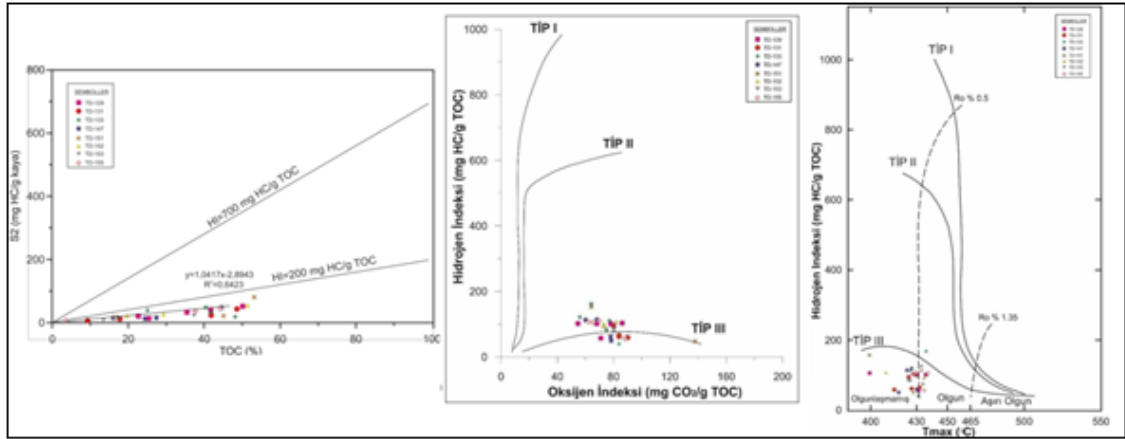 800
600
400
200
0
0
20
40
60
80
100
S2 (mg HC/g kaya)
TOC (%)
SEMBOLLER
HI=700 mg HC/g TOC
HI=200 mg HC/g TOC
y=1,0417x-2,8943
R²=0,6423
1000
800
600
400
200
0
0
40
80
120
160
200
Hidrojen İndeksi (mg HC/g TOC)
Oksijen İndeksi (mg CO₂/g TOC)
SEMBOLLER
TİP I
TİP II
TİP III
1000
800
600
400
200
0
400
430
450
465
500
550
Hidrojen İndeksi (mg HC/g TOC)
Tmax (°C)
TİP I
Ro % 0.5
TİP II
Ro % 1.35
TİP III
Olgunlaşmamış
Olgun
Aşırı Olgun